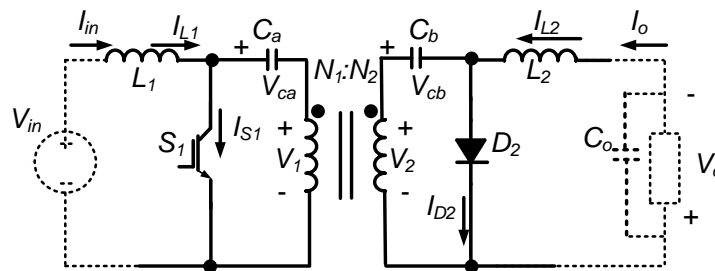 I_in I_L1 + C_a + C_b I_L2 I_o
L_1 V_ca N_1:N_2 V_cb L_2
V_in + S_1 I_S1 + V_1 - + V_2 - D_2 C_o - +
I_D2